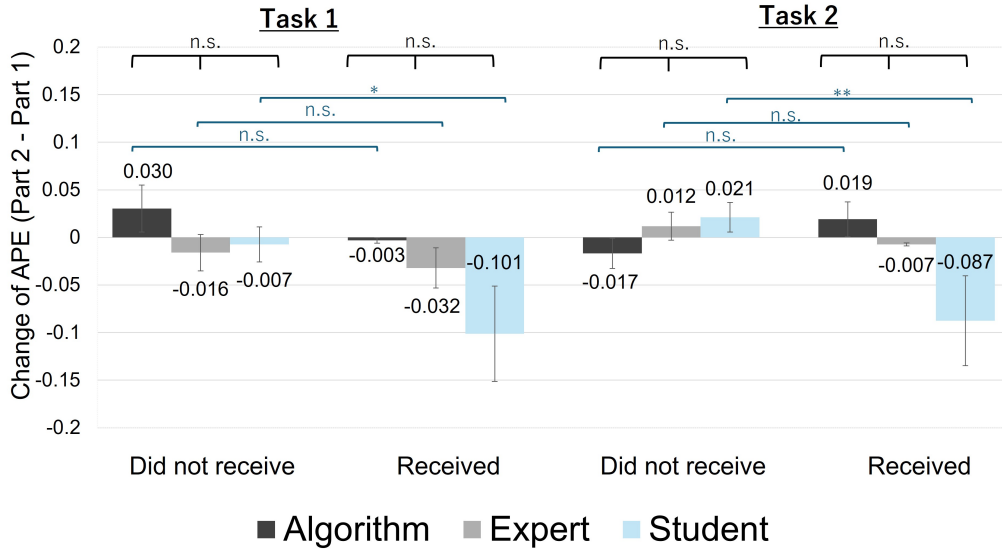 Task 1
Task 2
n.s.
n.s.
n.s.
n.s.
*
**
n.s.
n.s.
n.s.
n.s.
Change of APE (Part 2 - Part 1)
0.2
0.15
0.1
0.05
0
-0.05
-0.1
-0.15
-0.2
0.030
-0.016
-0.007
-0.003
-0.032
-0.101
-0.017
0.012
0.021
0.019
-0.007
-0.087
Did not receive
Received
Did not receive
Received
Algorithm
Expert
Student